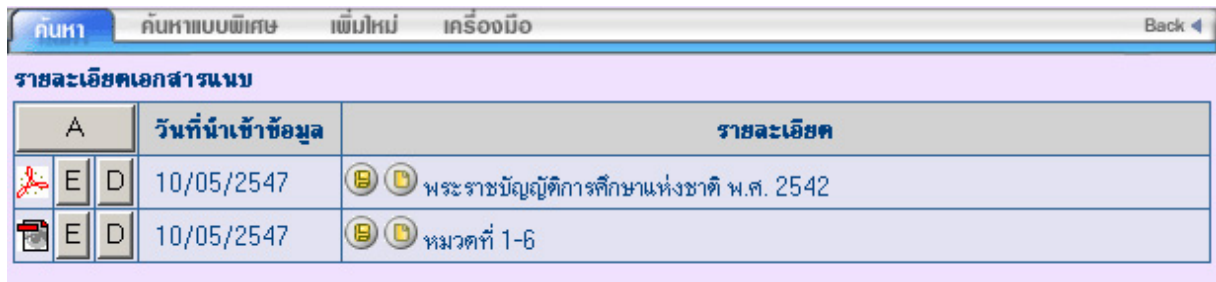 ค้นหา ค้นหาแบบพิเศษ เพิ่มใหม่ เครื่องมือ Back
รายละเอียดเอกสารแนบ
A วันที่นำเข้าข้อมูล รายละเอียด
E D 10/05/2547 พระราชบัญญัติการศึกษาแห่งชาติ พ.ศ. 2542
E D 10/05/2547 หมวดที่ 1-6